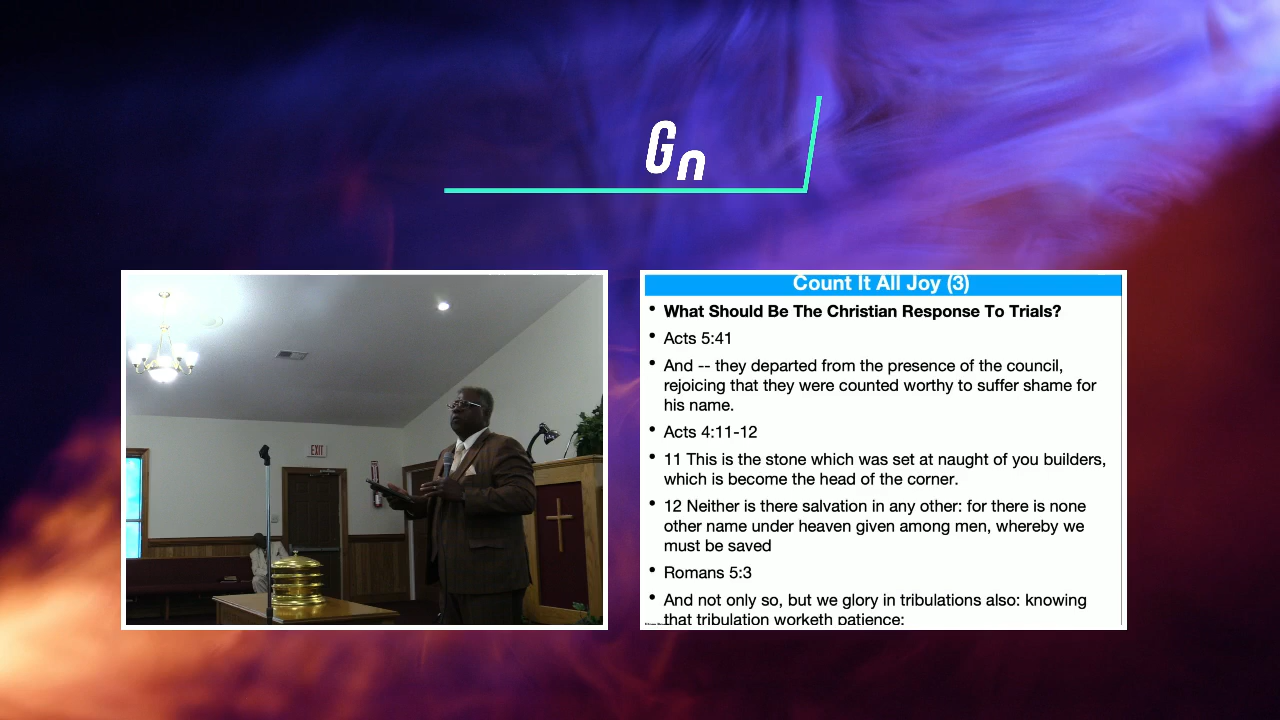 Gn
EXIT
Count It All Joy (3)
• What Should Be The Christian Response To Trials?
• Acts 5:41
• And -- they departed from the presence of the council,
rejoicing that they were counted worthy to suffer shame for
his name.
• Acts 4:11-12
• 11 This is the stone which was set at naught of you builders,
which is become the head of the corner.
• 12 Neither is there salvation in any other: for there is none
other name under heaven given among men, whereby we
must be saved
• Romans 5:3
• And not only so, but we glory in tribulations also: knowing
that tribulation worketh patience: